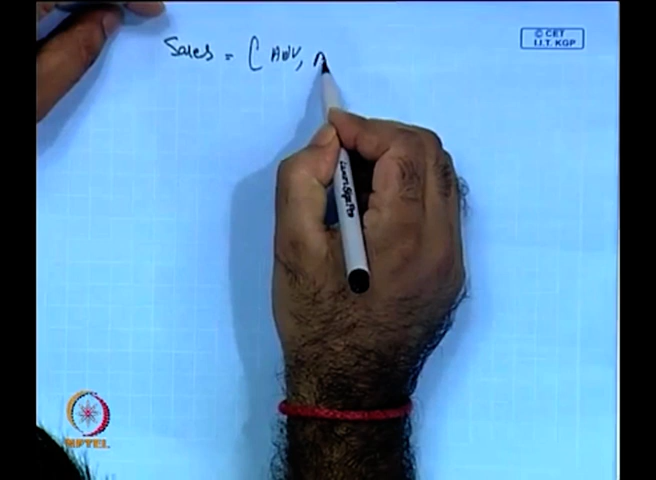 Sales = ( ADV,
© CET
I.I.T. KGP
NPTEL